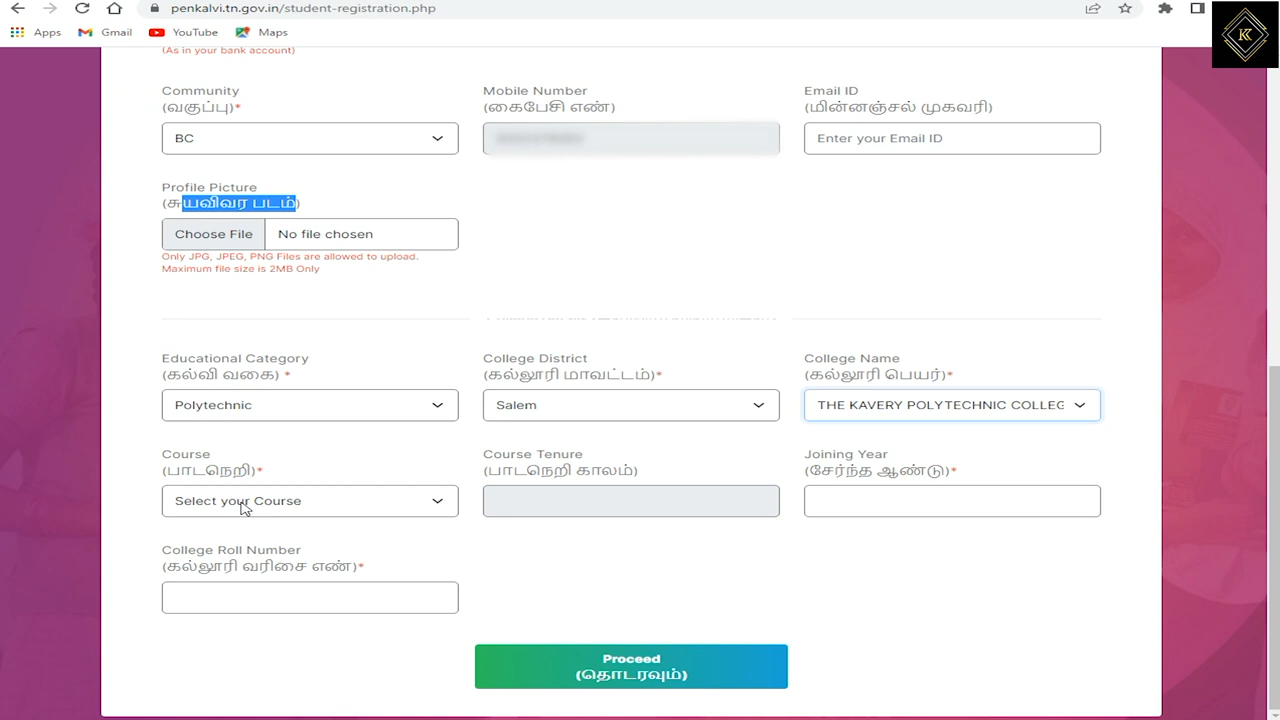 penkalvi.tn.gov.in/student-registration.php
Apps Gmail YouTube Maps
K
(As in your bank account)
Community Mobile Number Email ID
(வகுப்பு)* (கைபேசி எண்) (மின்னஞ்சல் முகவரி)
BC Enter your Email ID
Profile Picture
(சுயவிவர படம்)
Choose File No file chosen
Only JPG, JPEG, PNG Files are allowed to upload.
Maximum file size is 2MB Only
Educational Category College District College Name
(கல்வி வகை) * (கல்லூரி மாவட்டம்)* (கல்லூரி பெயர்)*
Polytechnic Salem THE KAVERY POLYTECHNIC COLLEG
Course Course Tenure Joining Year
(பாடநெறி)* (பாடநெறி காலம்) (சேர்ந்த ஆண்டு)*
Select your Course
College Roll Number
(கல்லூரி வரிசை எண்)*
Proceed
(தொடரவும்)